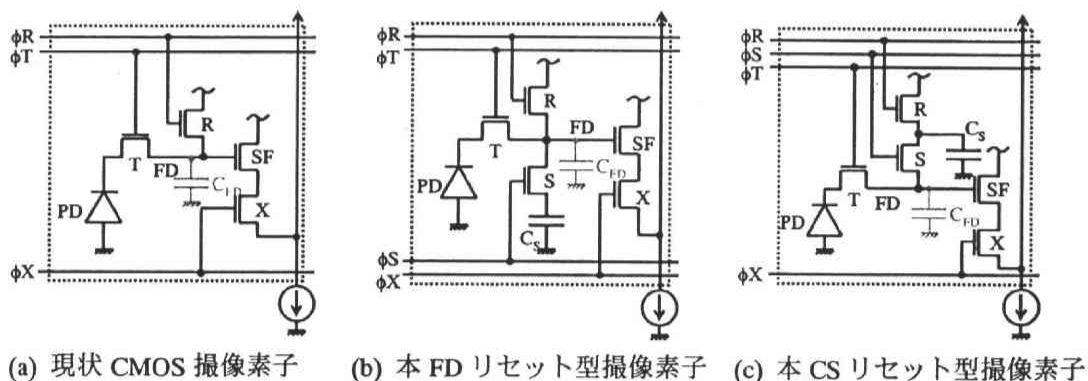 φR
φT
R
T
FD
SF
C_FD
PD
X
φX
(a) 現状 CMOS 撮像素子
φR
φT
R
FD
T
SF
S
C_FD
PD
X
C_S
φS
φX
(b) 本 FD リセット型撮像素子
φR
φS
φT
R
C_S
S
T
FD
SF
C_FD
PD
X
φX
(c) 本 CS リセット型撮像素子